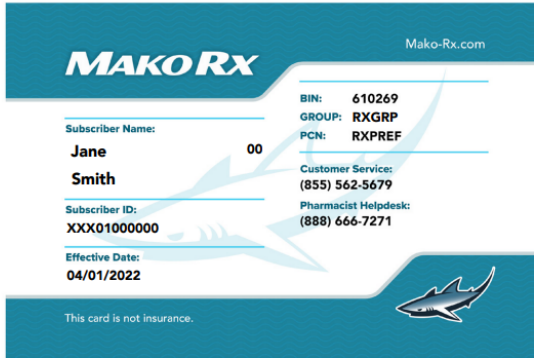 Mako-Rx.com
MAKO RX
Subscriber Name:
Jane 00
Smith
Subscriber ID:
XXX01000000
Effective Date:
04/01/2022
BIN: 610269
GROUP: RXGRP
PCN: RXPREF
Customer Service:
(855) 562-5679
Pharmacist Helpdesk:
(888) 666-7271
This card is not insurance.